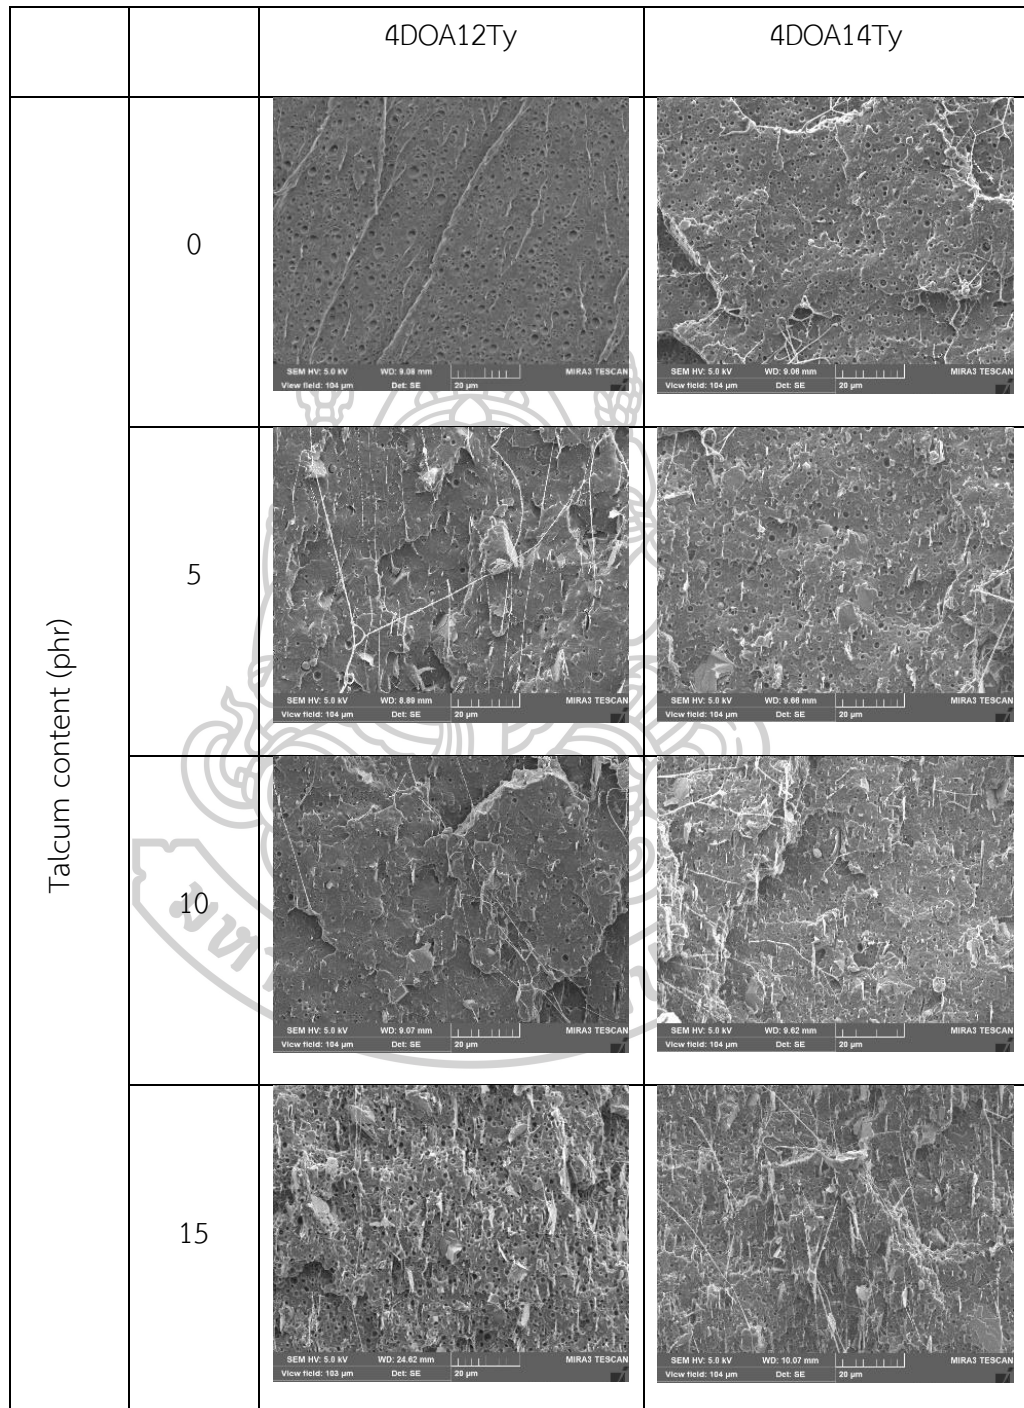 4DOA12Ty 4DOA14Ty
Talcum content (phr)
0
SEM HV: 5.0 kV WD: 9.08 mm MIRA3 TESCAN
View field: 104 µm Det: SE 20 µm
SEM HV: 5.0 kV WD: 9.06 mm MIRA3 TESCAN
View field: 104 µm Det: SE 20 µm
5
SEM HV: 5.0 kV WD: 8.89 mm MIRA3 TESCAN
View field: 104 µm Det: SE 20 µm
SEM HV: 5.0 kV WD: 9.66 mm MIRA3 TESCAN
View field: 104 µm Det: SE 20 µm
10
SEM HV: 5.0 kV WD: 9.07 mm MIRA3 TESCAN
View field: 104 µm Det: SE 20 µm
SEM HV: 5.0 kV WD: 9.62 mm MIRA3 TESCAN
View field: 104 µm Det: SE 20 µm
15
SEM HV: 5.0 kV WD: 24.62 mm MIRA3 TESCAN
View field: 103 µm Det: SE 20 µm
SEM HV: 5.0 kV WD: 10.07 mm MIRA3 TESCAN
View field: 104 µm Det: SE 20 µm